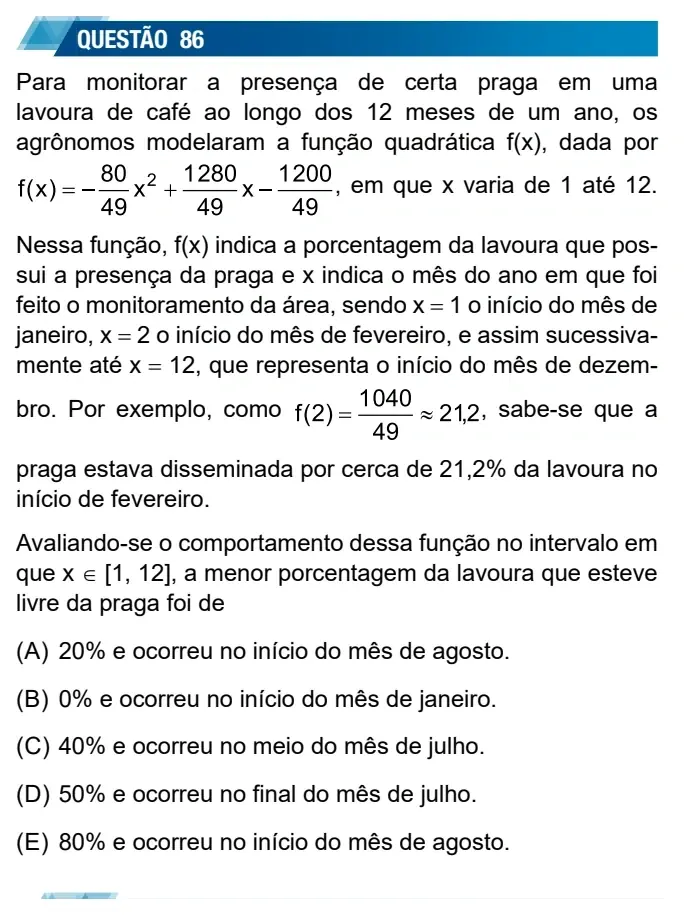 QUESTÃO 86
Para monitorar a presença de certa praga em uma
lavoura de café ao longo dos 12 meses de um ano, os
agrônomos modelaram a função quadrática f(x), dada por
f(x) = −80/49 x² + 1280/49 x − 1200/49, em que x varia de 1 até 12.
Nessa função, f(x) indica a porcentagem da lavoura que pos-
sui a presença da praga e x indica o mês do ano em que foi
feito o monitoramento da área, sendo x = 1 o início do mês de
janeiro, x = 2 o início do mês de fevereiro, e assim sucessiva-
mente até x = 12, que representa o início do mês de dezem-
bro. Por exemplo, como f(2) = 1040/49 ≈ 21,2, sabe-se que a
praga estava disseminada por cerca de 21,2% da lavoura no
início de fevereiro.
Avaliando-se o comportamento dessa função no intervalo em
que x ∈ [1, 12], a menor porcentagem da lavoura que esteve
livre da praga foi de
(A) 20% e ocorreu no início do mês de agosto.
(B) 0% e ocorreu no início do mês de janeiro.
(C) 40% e ocorreu no meio do mês de julho.
(D) 50% e ocorreu no final do mês de julho.
(E) 80% e ocorreu no início do mês de agosto.